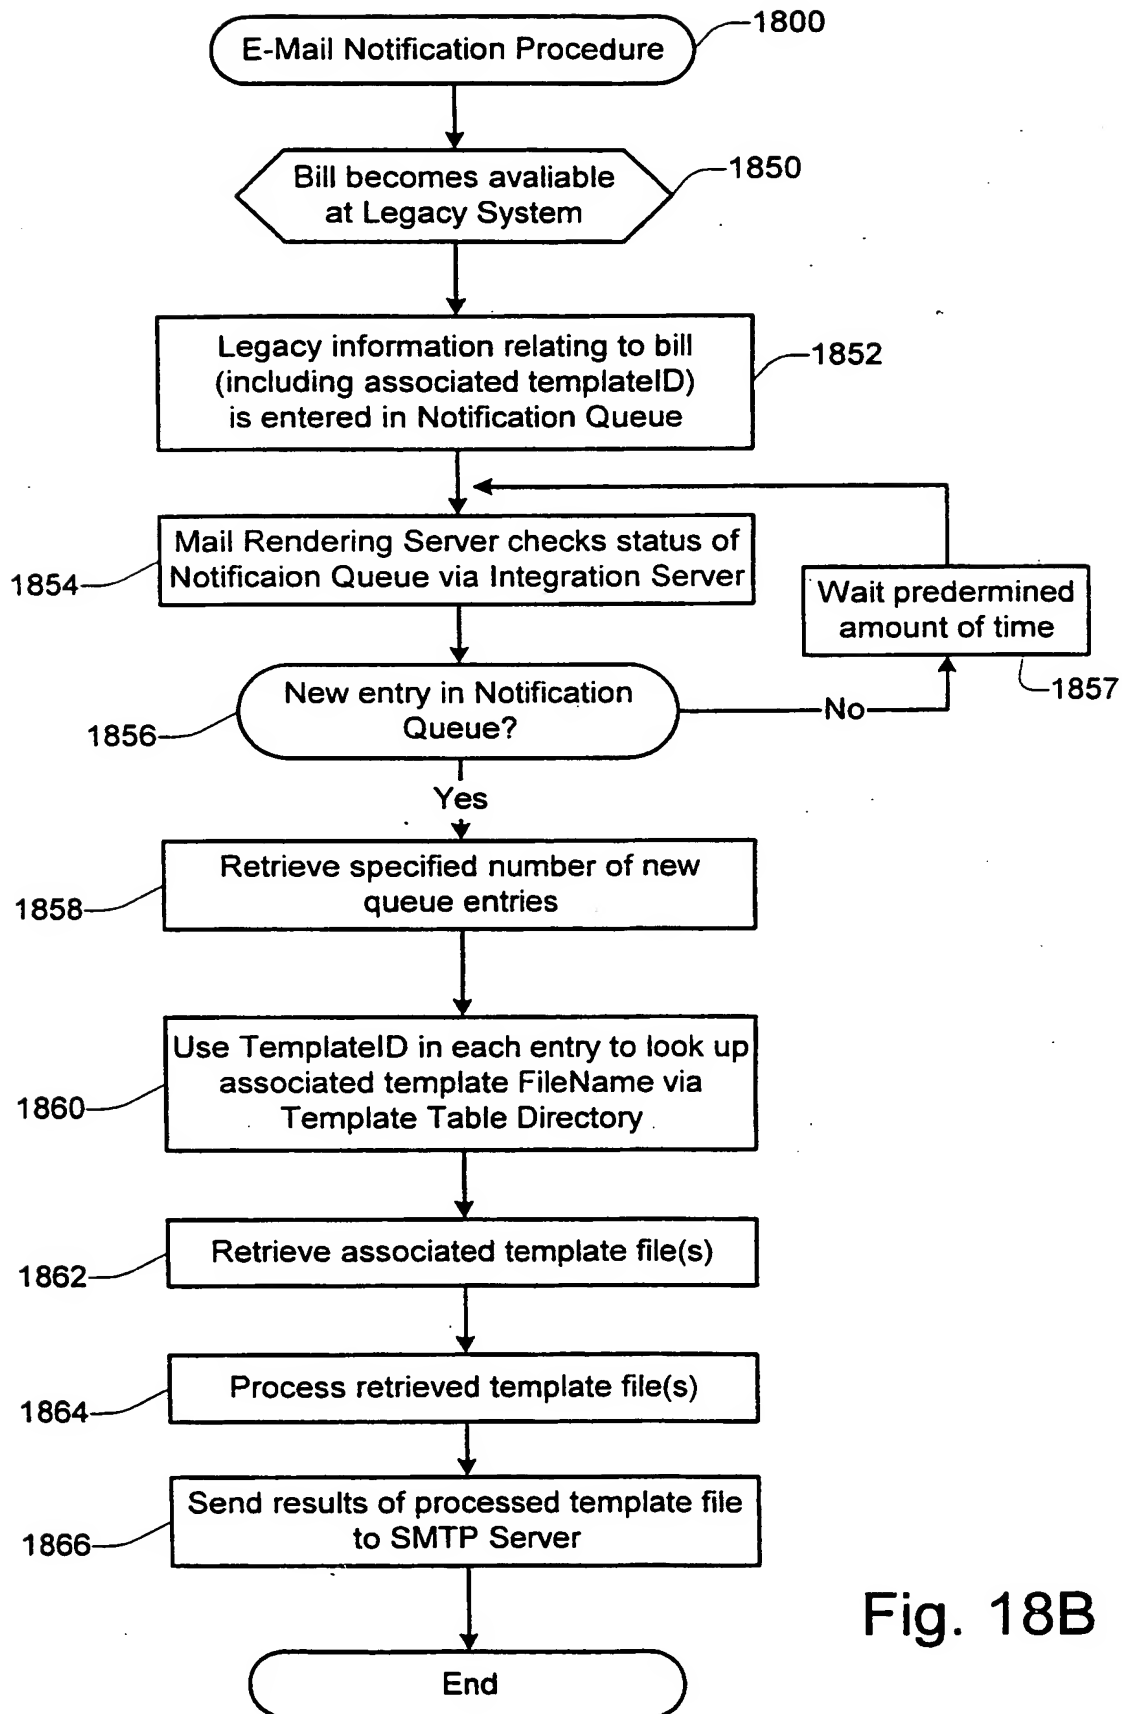 E-Mail Notification Procedure
1800
Bill becomes avaliable
at Legacy System
1850
Legacy information relating to bill
(including associated templateID)
is entered in Notification Queue
1852
Mail Rendering Server checks status of
Notificaion Queue via Integration Server
1854
Wait predermined
amount of time
1857
New entry in Notification
Queue?
1856
No
Yes
Retrieve specified number of new
queue entries
1858
Use TemplateID in each entry to look up
associated template FileName via
Template Table Directory
1860
Retrieve associated template file(s)
1862
Process retrieved template file(s)
1864
Send results of processed template file
to SMTP Server
1866
End
Fig. 18B